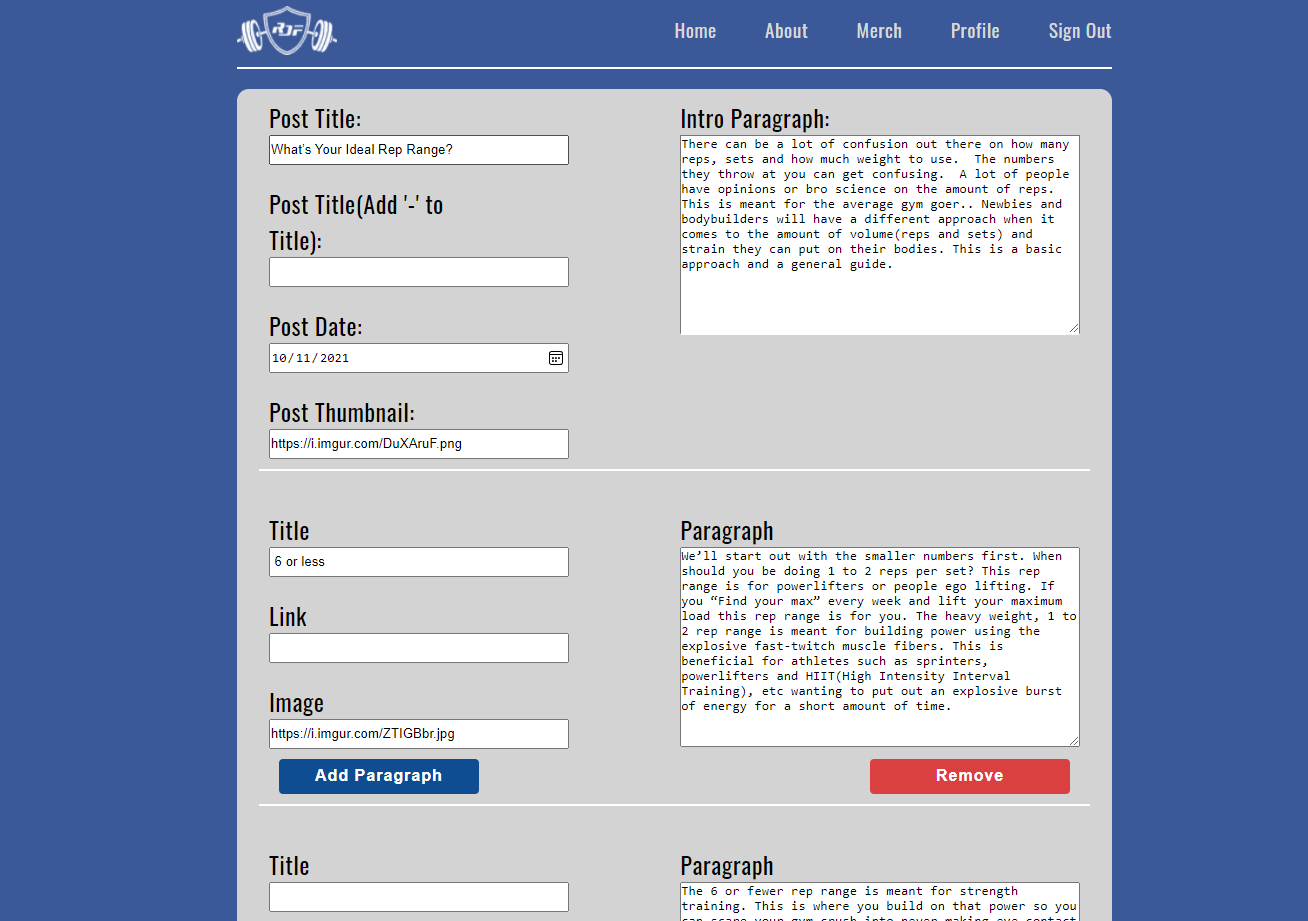 RJF
Home About Merch Profile Sign Out
Post Title:
What's Your Ideal Rep Range?
Post Title(Add '-' to
Title):
Post Date:
10/11/2021
Post Thumbnail:
https://i.imgur.com/DuXAruF.png
Intro Paragraph:
There can be a lot of confusion out there on how many
reps, sets and how much weight to use.  The numbers
they throw at you can get confusing.  A lot of people
have opinions or bro science on the amount of reps.
This is meant for the average gym goer.. Newbies and
bodybuilders will have a different approach when it
comes to the amount of volume(reps and sets) and
strain they can put on their bodies. This is a basic
approach and a general guide.
Title
6 or less
Link
Image
https://i.imgur.com/ZTIGBbr.jpg
Paragraph
We’ll start out with the smaller numbers first. When
should you be doing 1 to 2 reps per set? This rep
range is for powerlifters or people ego lifting. If
you “Find your max” every week and lift your maximum
load this rep range is for you. The heavy weight, 1 to
2 rep range is meant for building power using the
explosive fast-twitch muscle fibers. This is
beneficial for athletes such as sprinters,
powerlifters and HIIT(High Intensity Interval
Training), etc wanting to put out an explosive burst
of energy for a short amount of time.
Add Paragraph Remove
Title
Paragraph
The 6 or fewer rep range is meant for strength
training. This is where you build on that power so you
can scare your gym crush into never making eye contact